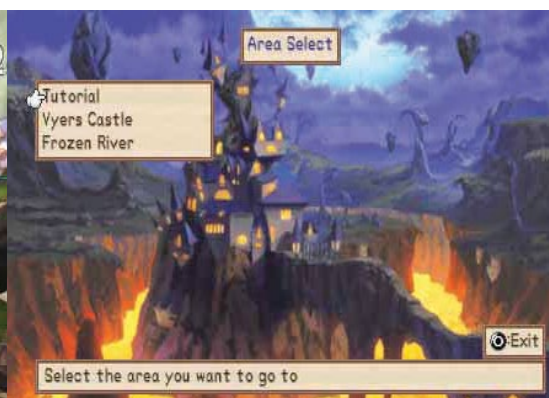 Area Select
Tutorial
Vyers Castle
Frozen River
Exit
Select the area you want to go to